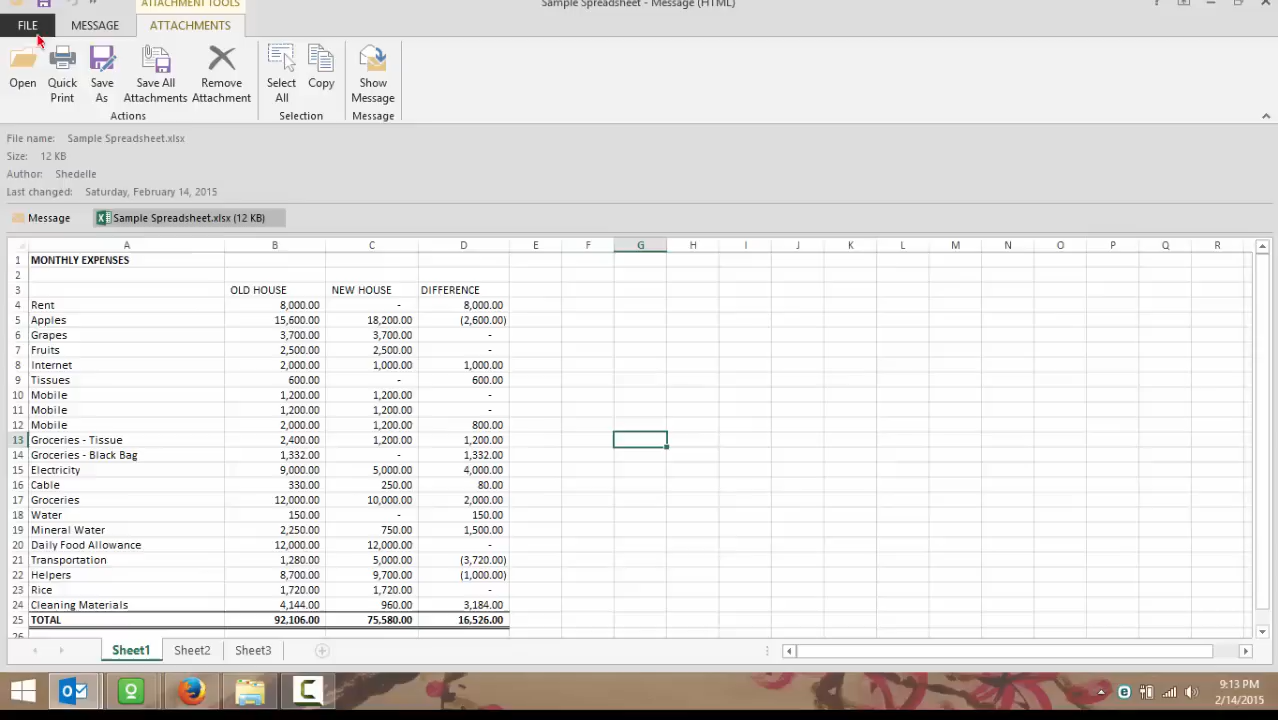 ATTACHMENT TOOLS
Sample Spreadsheet - Message (HTML)
FILE MESSAGE ATTACHMENTS
Open Quick Print Save As Save All Attachments Remove Attachment Select All Copy Show Message
Actions Selection Message
File name: Sample Spreadsheet.xlsx
Size: 12 KB
Author: Shedelle
Last changed: Saturday, February 14, 2015
Message Sample Spreadsheet.xlsx (12 KB)
A B C D E F G H I J K L M N O P Q R
1 MONTHLY EXPENSES
2
3 OLD HOUSE NEW HOUSE DIFFERENCE
4 Rent 8,000.00 - 8,000.00
5 Apples 15,600.00 18,200.00 (2,600.00)
6 Grapes 3,700.00 3,700.00 -
7 Fruits 2,500.00 2,500.00 -
8 Internet 2,000.00 1,000.00 1,000.00
9 Tissues 600.00 - 600.00
10 Mobile 1,200.00 1,200.00 -
11 Mobile 1,200.00 1,200.00 -
12 Mobile 2,000.00 1,200.00 800.00
13 Groceries - Tissue 2,400.00 1,200.00 1,200.00
14 Groceries - Black Bag 1,332.00 - 1,332.00
15 Electricity 9,000.00 5,000.00 4,000.00
16 Cable 330.00 250.00 80.00
17 Groceries 12,000.00 10,000.00 2,000.00
18 Water 150.00 - 150.00
19 Mineral Water 2,250.00 750.00 1,500.00
20 Daily Food Allowance 12,000.00 12,000.00 -
21 Transportation 1,280.00 5,000.00 (3,720.00)
22 Helpers 8,700.00 9,700.00 (1,000.00)
23 Rice 1,720.00 1,720.00 -
24 Cleaning Materials 4,144.00 960.00 3,184.00
25 TOTAL 92,106.00 75,580.00 16,526.00
26
Sheet1 Sheet2 Sheet3
9:13 PM
2/14/2015